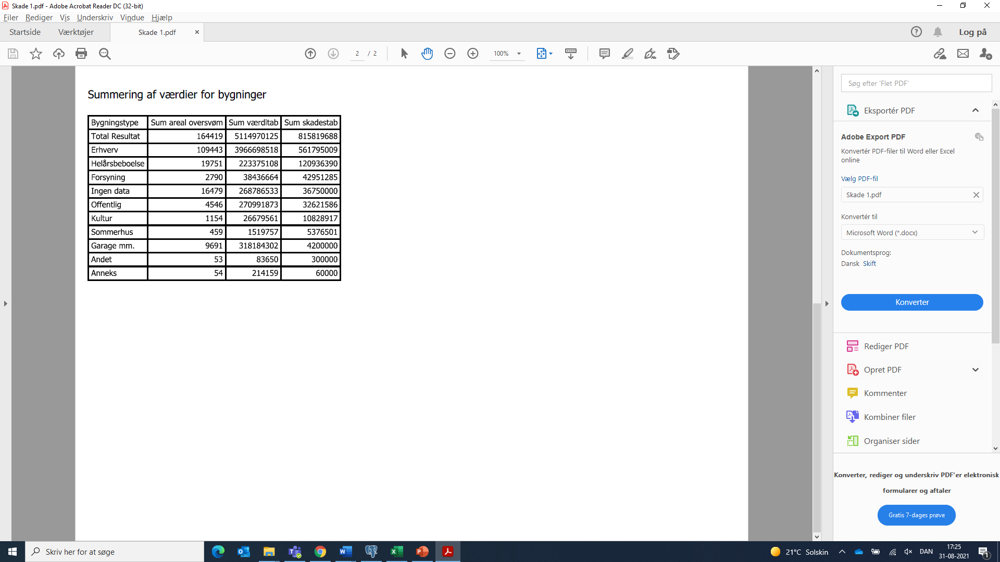 Skade 1.pdf - Adobe Acrobat Reader DC (32-bit)
Filer Rediger Vis Underskriv Vindue Hjælp
Startside Værktøjer Skade 1.pdf Log på
2 / 2 100%
Summering af værdier for bygninger
Bygningstype Sum areal oversvøm Sum værditab Sum skadestab
Total Resultat 164419 5114970125 815819688
Erhverv 109443 3966698518 561795009
Helårsbeboelse 19751 223375108 120936390
Forsyning 2790 38436664 42951285
Ingen data 16479 268786533 36750000
Offentlig 4546 270991873 32621586
Kultur 1154 26679561 10828917
Sommerhus 459 1519757 5376501
Garage mm. 9691 318184302 4200000
Andet 53 83650 300000
Anneks 54 214159 60000
Søg efter 'Flet PDF'
Eksportér PDF
Adobe Export PDF
Konvertér PDF-filer til Word eller Excel
online
Vælg PDF-fil
Skade 1.pdf
Konvertér til
Microsoft Word (*.docx)
Dokumentsprog:
Dansk Skift
Konverter
Rediger PDF
Opret PDF
Kommenter
Kombiner filer
Organiser sider
Konverter, rediger og underskriv PDF'er elektronisk
formularer og aftaler
Gratis 7-dages prøve
Skriv her for at søge
21°C Solskin
DAN
17:25
31-08-2021
1